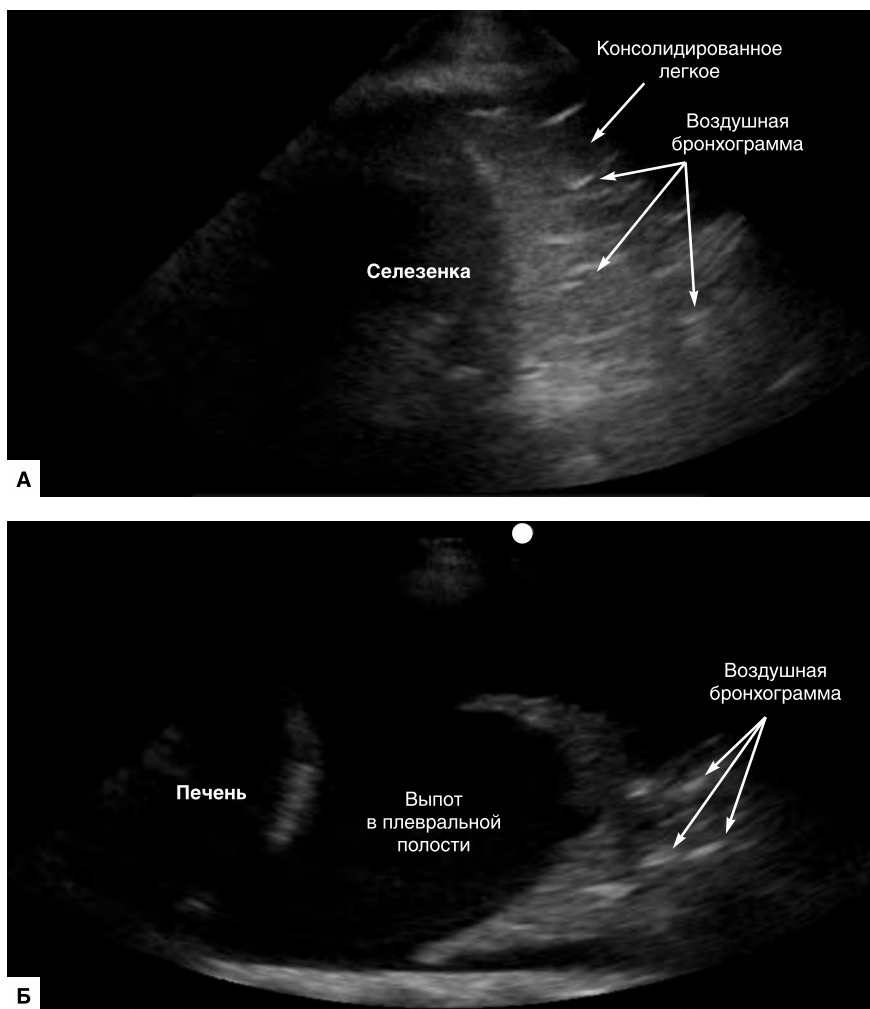 Консолидированное
легкое
Воздушная
бронхограмма
Селезенка
А
Воздушная
бронхограмма
Печень
Выпот
в плевральной
полости
Б